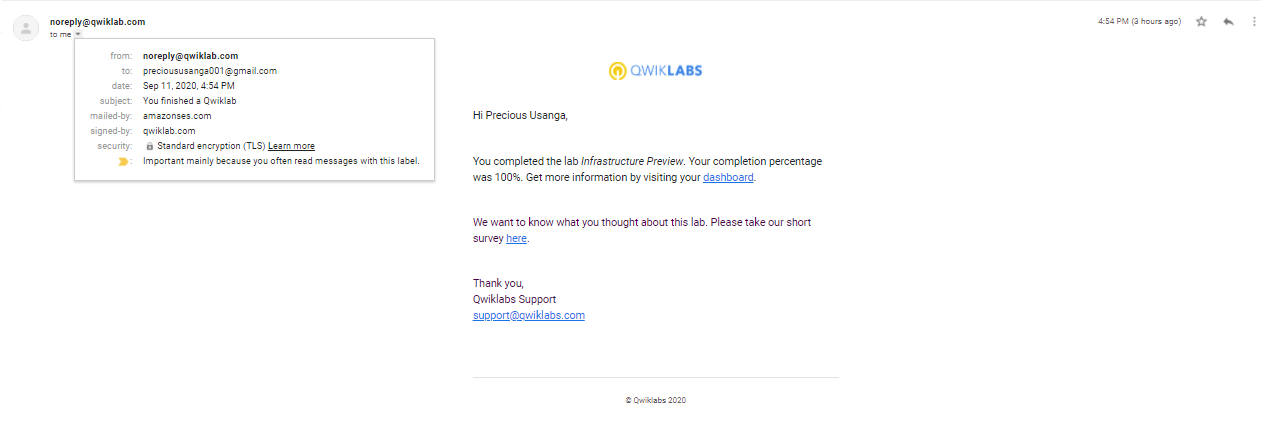 noreply@qwiklab.com
4:54 PM (3 hours ago)
to me
from: noreply@qwiklab.com
to: precioususanga001@gmail.com
date: Sep 11, 2020, 4:54 PM
subject: You finished a Qwiklab
mailed-by: amazonses.com
signed-by: qwiklab.com
security: Standard encryption (TLS) Learn more
: Important mainly because you often read messages with this label.
QWIKLABS
Hi Precious Usanga,
You completed the lab Infrastructure Preview. Your completion percentage
was 100%. Get more information by visiting your dashboard.
We want to know what you thought about this lab. Please take our short
survey here.
Thank you,
Qwiklabs Support
support@qwiklabs.com
© Qwiklabs 2020